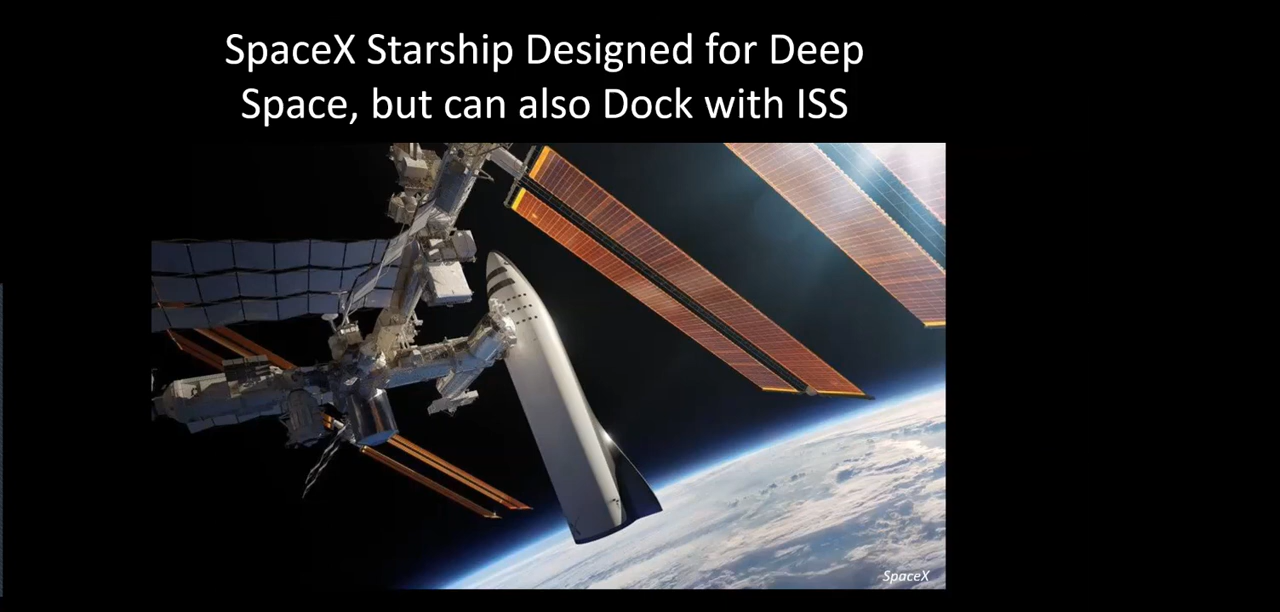 SpaceX Starship Designed for Deep
Space, but can also Dock with ISS
SpaceX